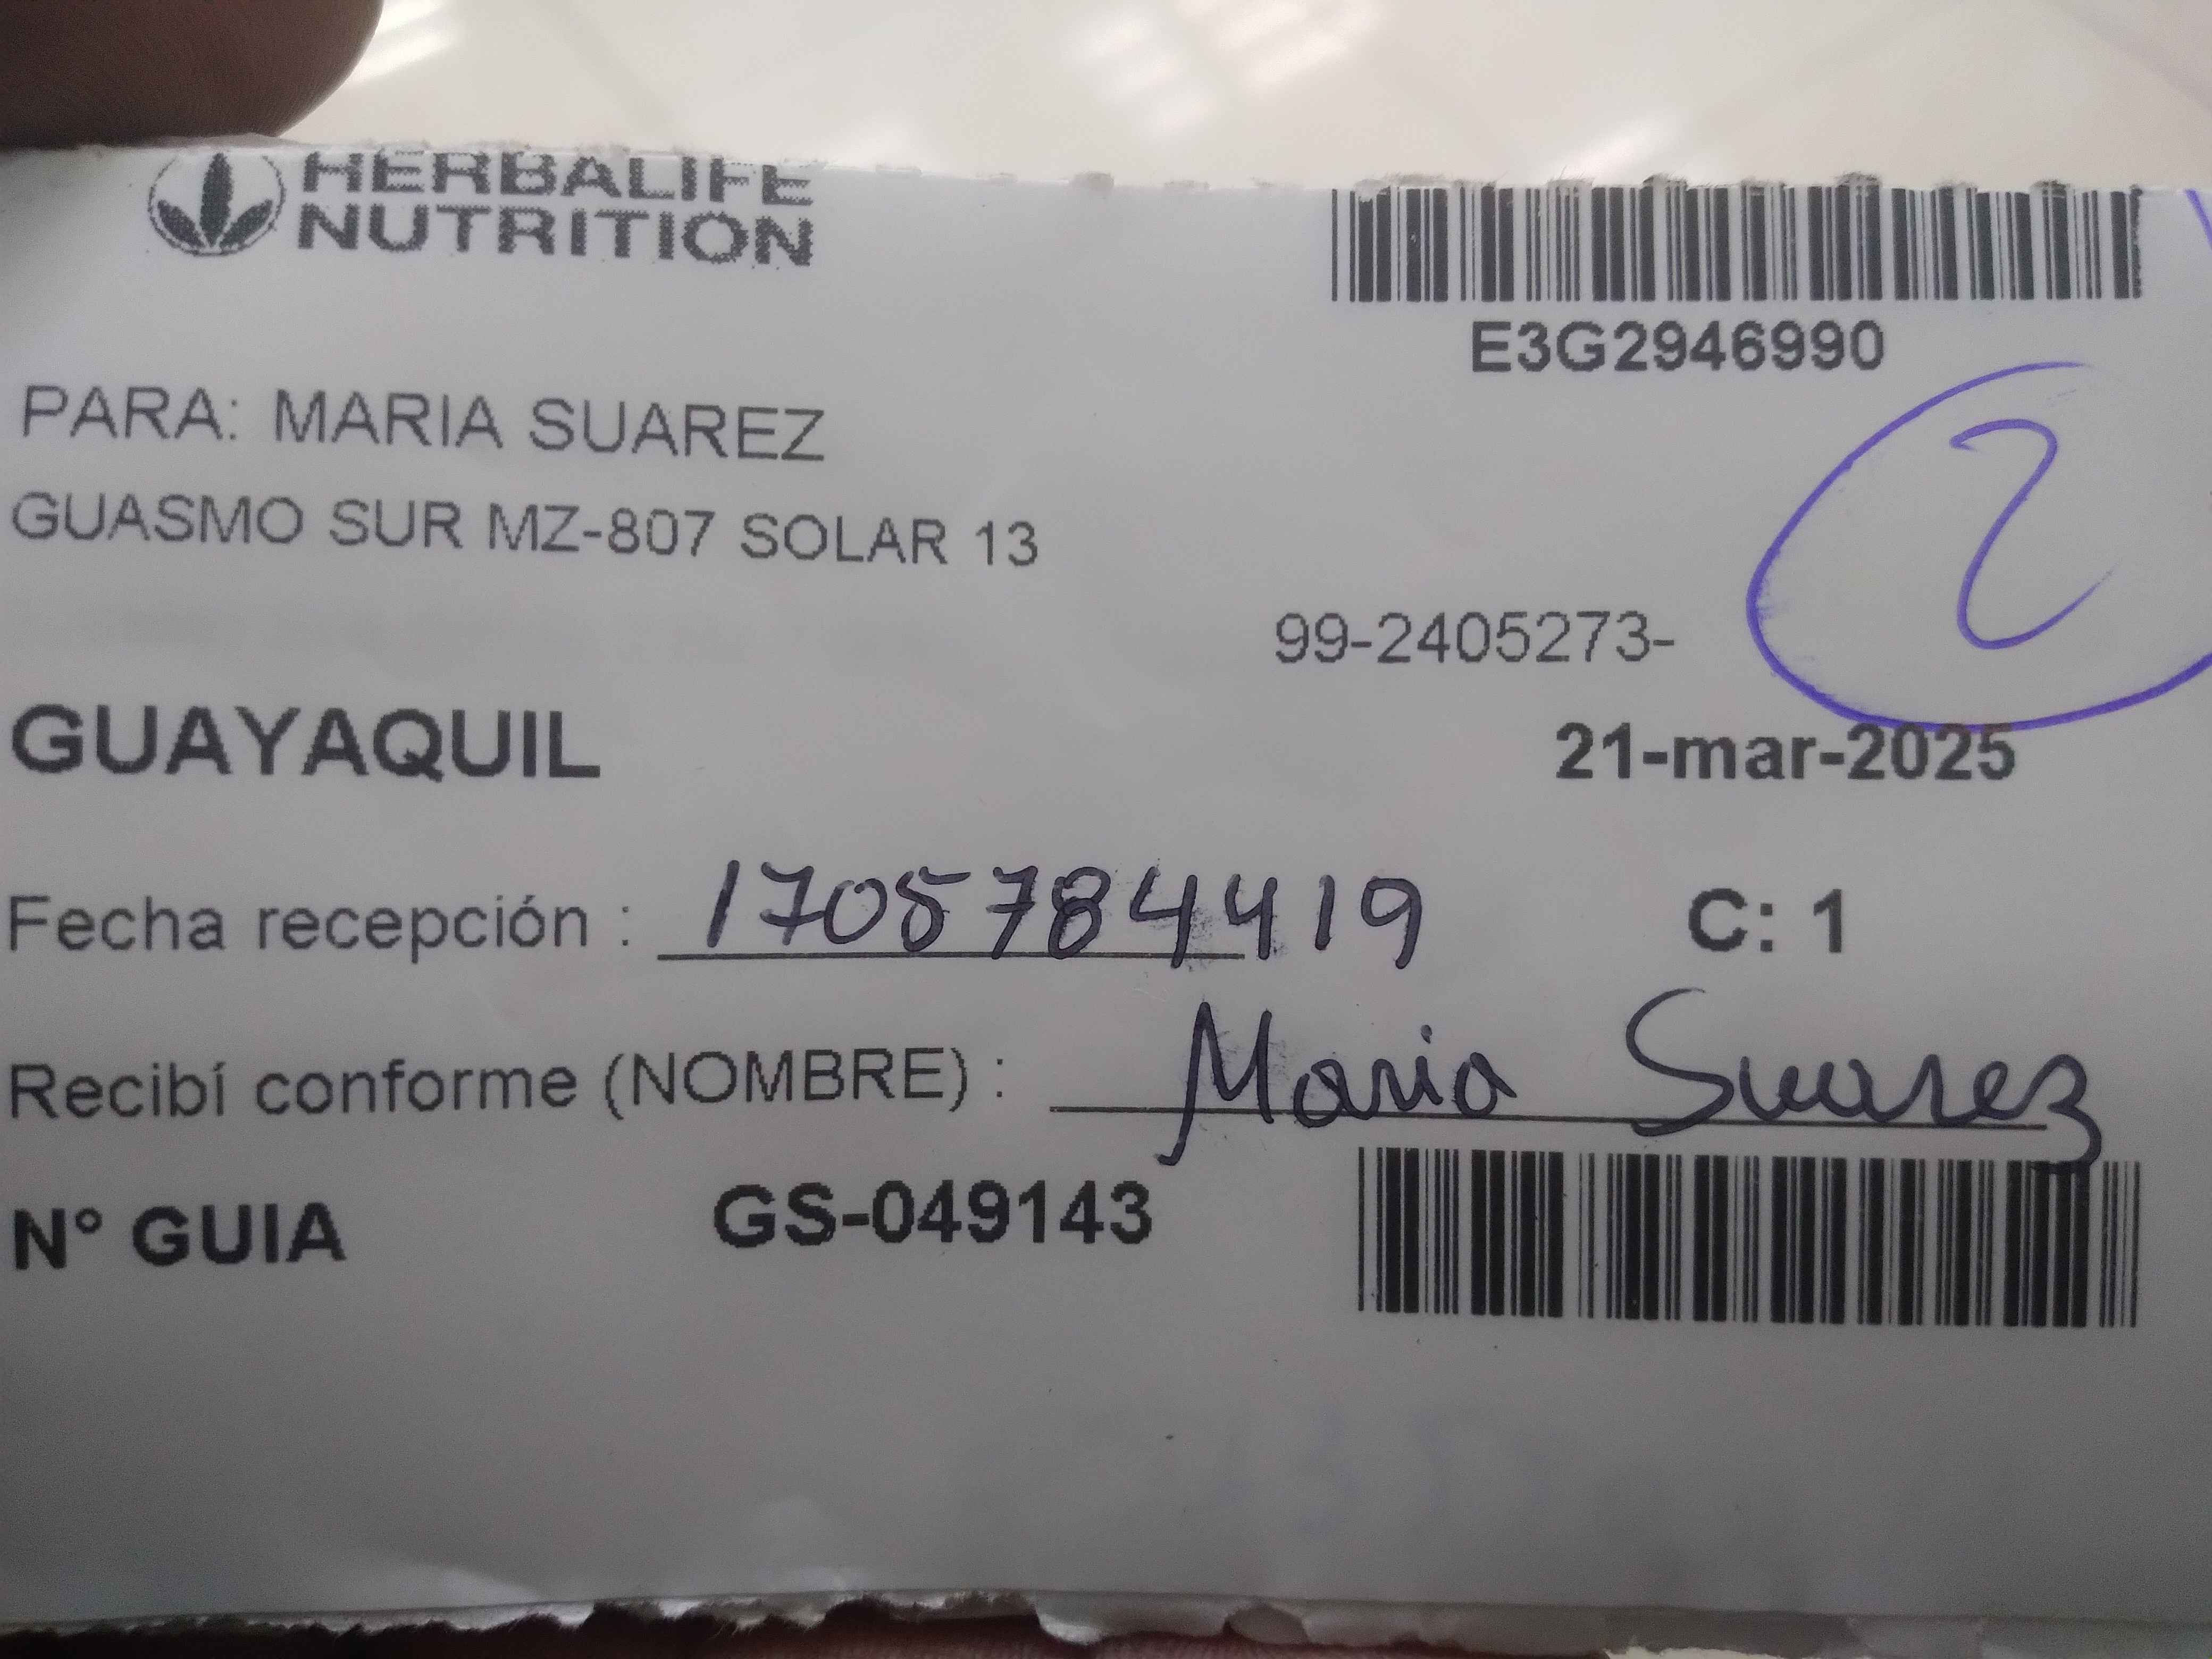 HERBALIFE
NUTRITION
E3G2946990
PARA: MARIA SUAREZ
GUASMO SUR MZ-807 SOLAR 13
2
99-2405273-
GUAYAQUIL
21-mar-2025
Fecha recepción : 1705784419
C: 1
Recibí conforme (NOMBRE) : Maria Suarez
N° GUIA GS-049143